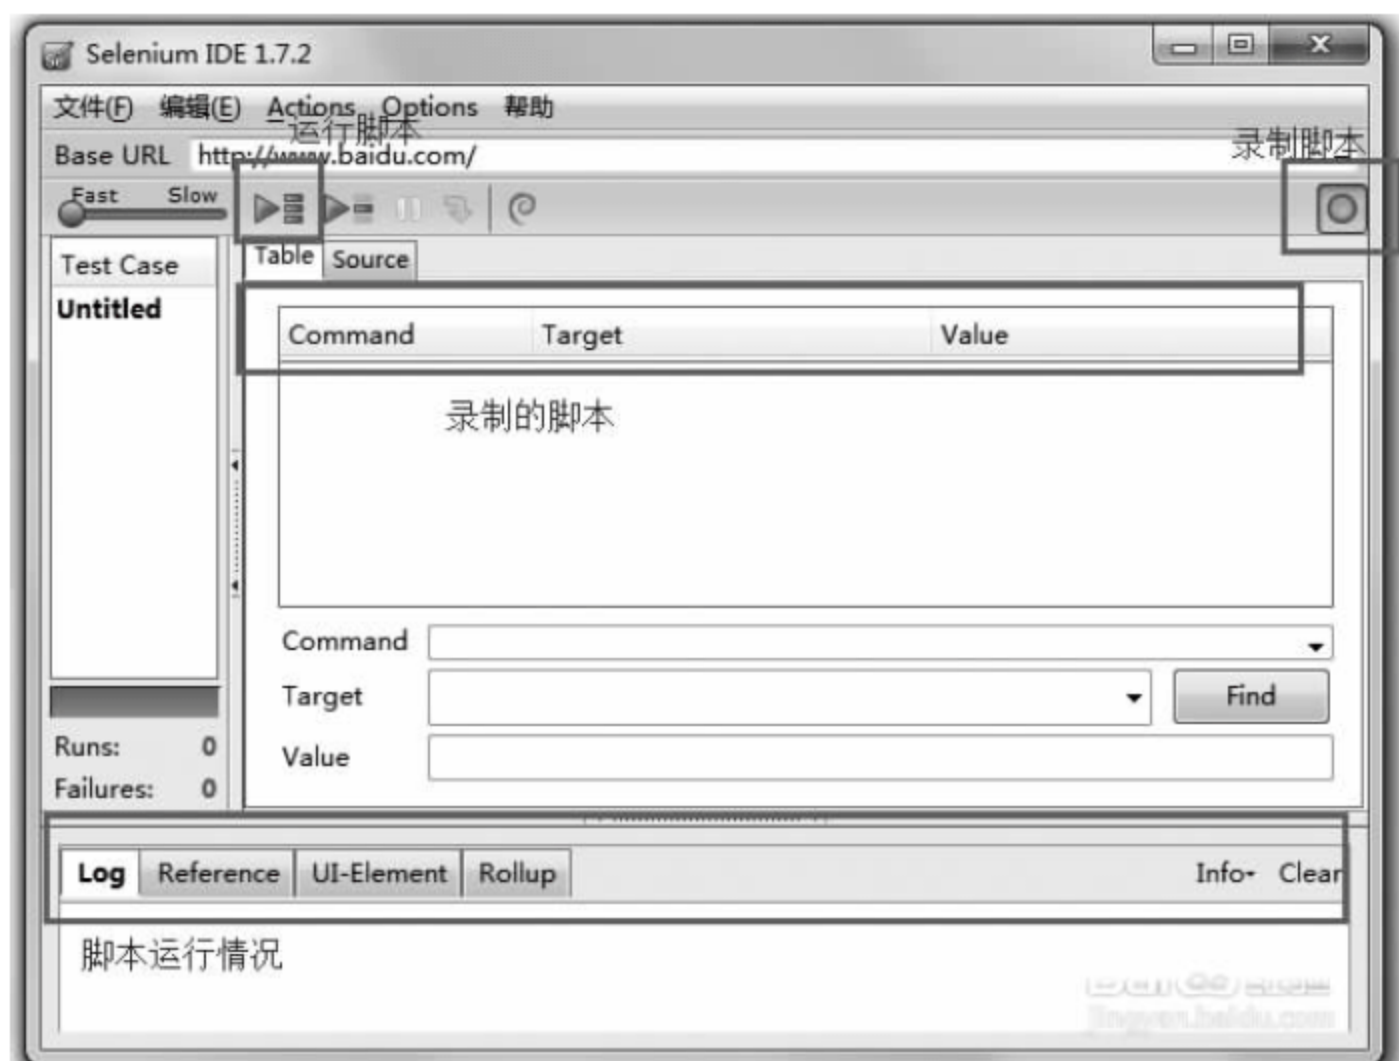 Selenium IDE 1.7.2
文件(F) 编辑(E) Actions Options 帮助
运行脚本
录制脚本
Base URL http://www.baidu.com/
Fast Slow
Test Case
Table Source
Untitled
Command Target Value
录制的脚本
Command
Target Find
Value
Runs: 0
Failures: 0
Log Reference UI-Element Rollup Info Clear
脚本运行情况
jingyan.baidu.com